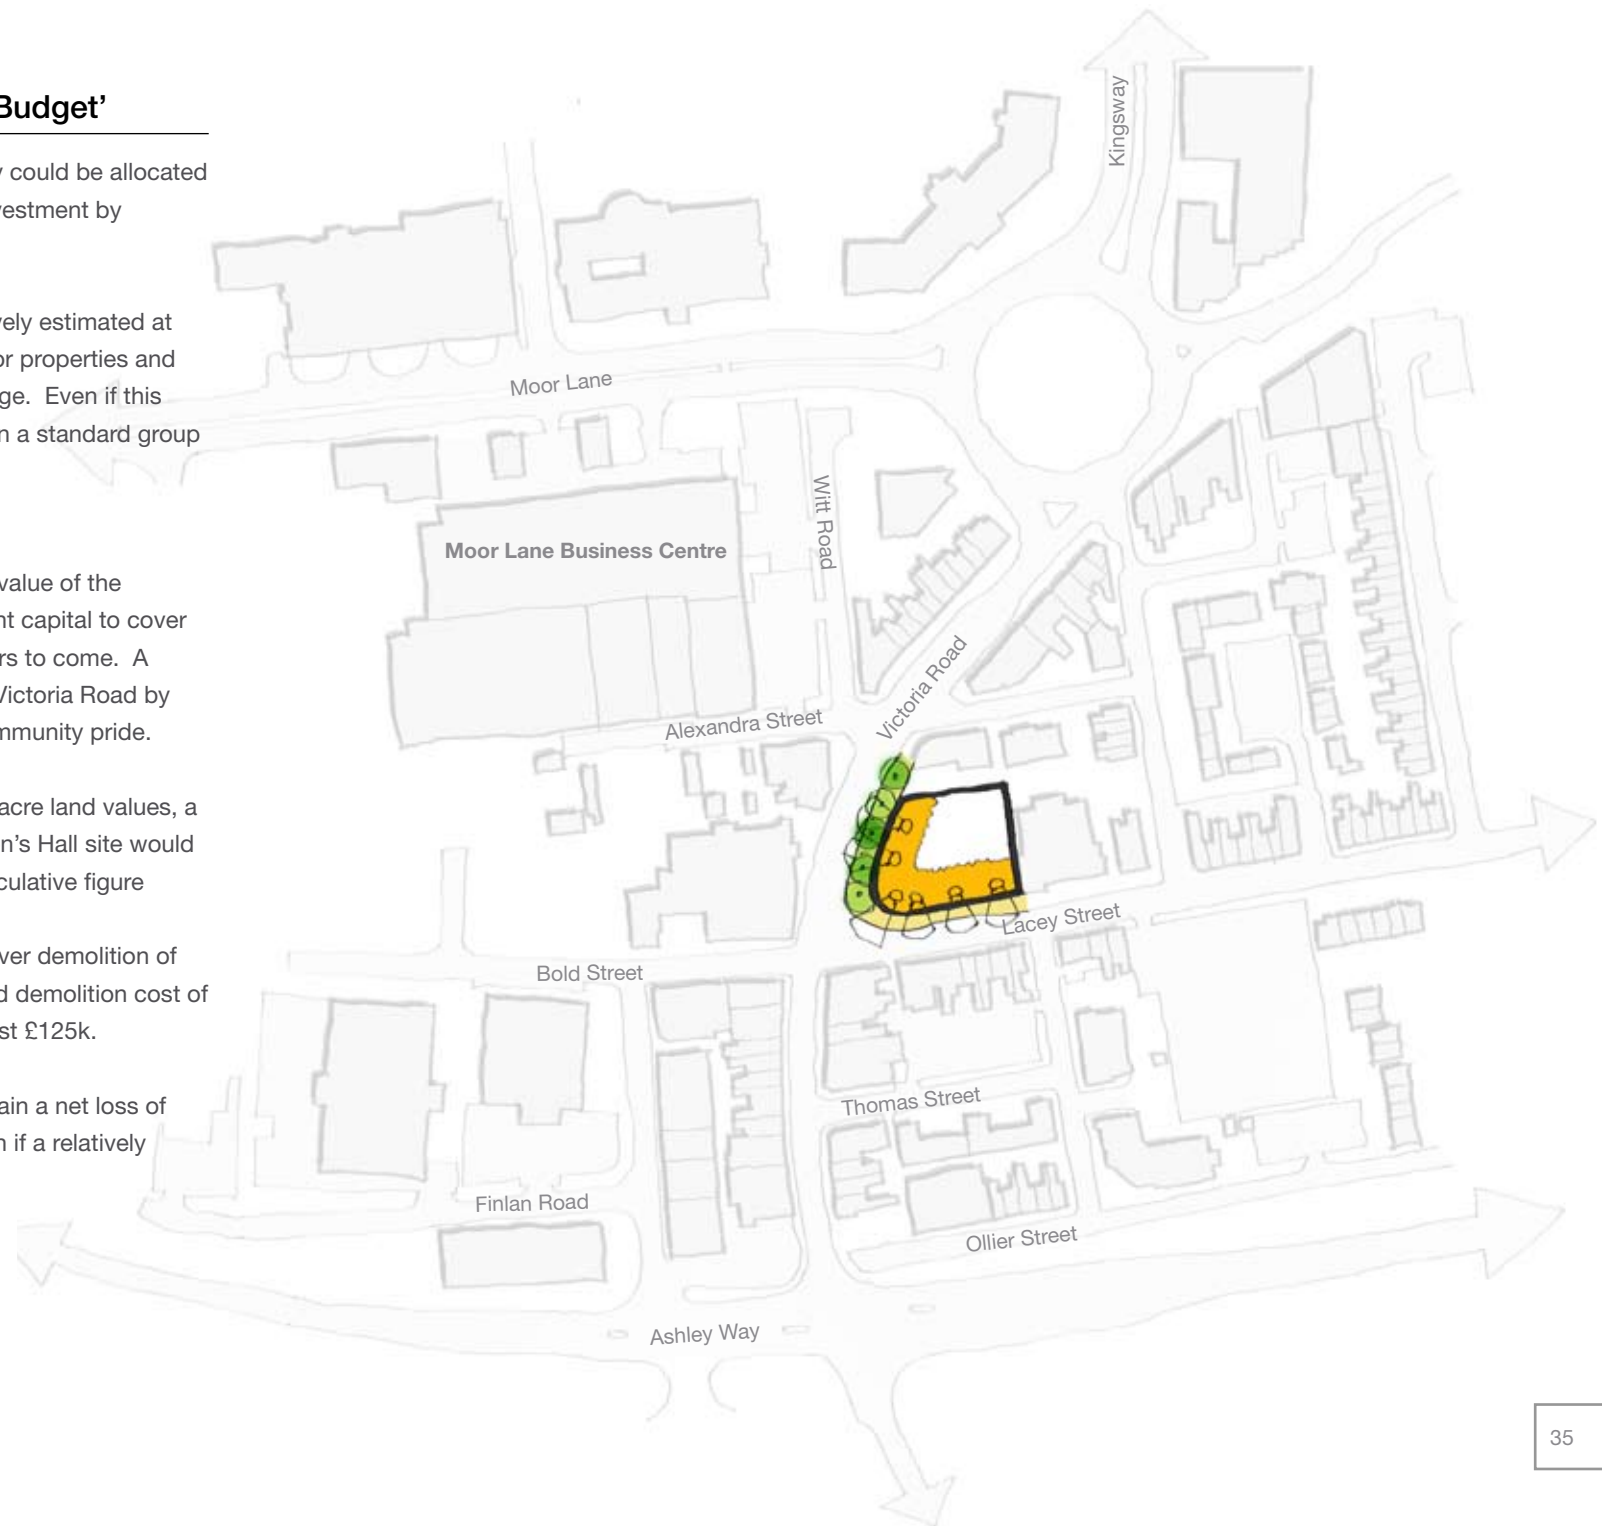 Budget’
y could be allocated
vestment by
vely estimated at
or properties and
ge. Even if this
n a standard group
value of the
nt capital to cover
rs to come. A
Victoria Road by
mmunity pride.
acre land values, a
n’s Hall site would
culative figure
ver demolition of
d demolition cost of
st £125k.
ain a net loss of
n if a relatively
Kingsway
Moor Lane
Witt Road
Moor Lane Business Centre
Victoria Road
Alexandra Street
Lacey Street
Bold Street
Thomas Street
Finlan Road
Ollier Street
Ashley Way
35